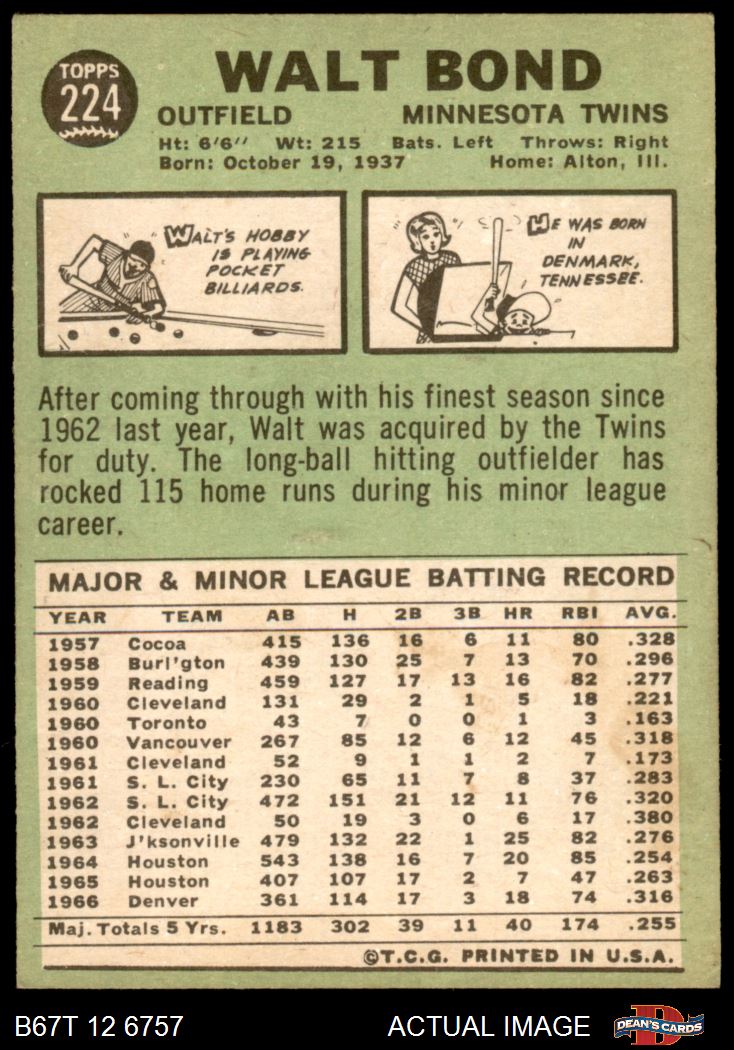 TOPPS
224
WALT BOND
OUTFIELD MINNESOTA TWINS
Ht: 6'6" Wt: 215 Bats. Left Throws: Right
Born: October 19, 1937 Home: Alton, Ill.
WALT'S HOBBY
IS PLAYING
POCKET
BILLIARDS.
HE WAS BORN
IN
DENMARK,
TENNESSEE.
After coming through with his finest season since
1962 last year, Walt was acquired by the Twins
for duty. The long-ball hitting outfielder has
rocked 115 home runs during his minor league
career.
MAJOR & MINOR LEAGUE BATTING RECORD
YEAR TEAM AB H 2B 3B HR RBI AVG.
1957 Cocoa 415 136 16 6 11 80 .328
1958 Burl'gton 439 130 25 7 13 70 .296
1959 Reading 459 127 17 13 16 82 .277
1960 Cleveland 131 29 2 1 5 18 .221
1960 Toronto 43 7 0 0 1 3 .163
1960 Vancouver 267 85 12 6 12 45 .318
1961 Cleveland 52 9 1 1 2 7 .173
1961 S. L. City 230 65 11 7 8 37 .283
1962 S. L. City 472 151 21 12 11 76 .320
1962 Cleveland 50 19 3 0 6 17 .380
1963 J'ksonville 479 132 22 1 25 82 .276
1964 Houston 543 138 16 7 20 85 .254
1965 Houston 407 107 17 2 7 47 .263
1966 Denver 361 114 17 3 18 74 .316
Maj. Totals 5 Yrs. 1183 302 39 11 40 174 .255
©T.C.G. PRINTED IN U.S.A.
B67T 12 6757 ACTUAL IMAGE
D
DEAN'S CARDS